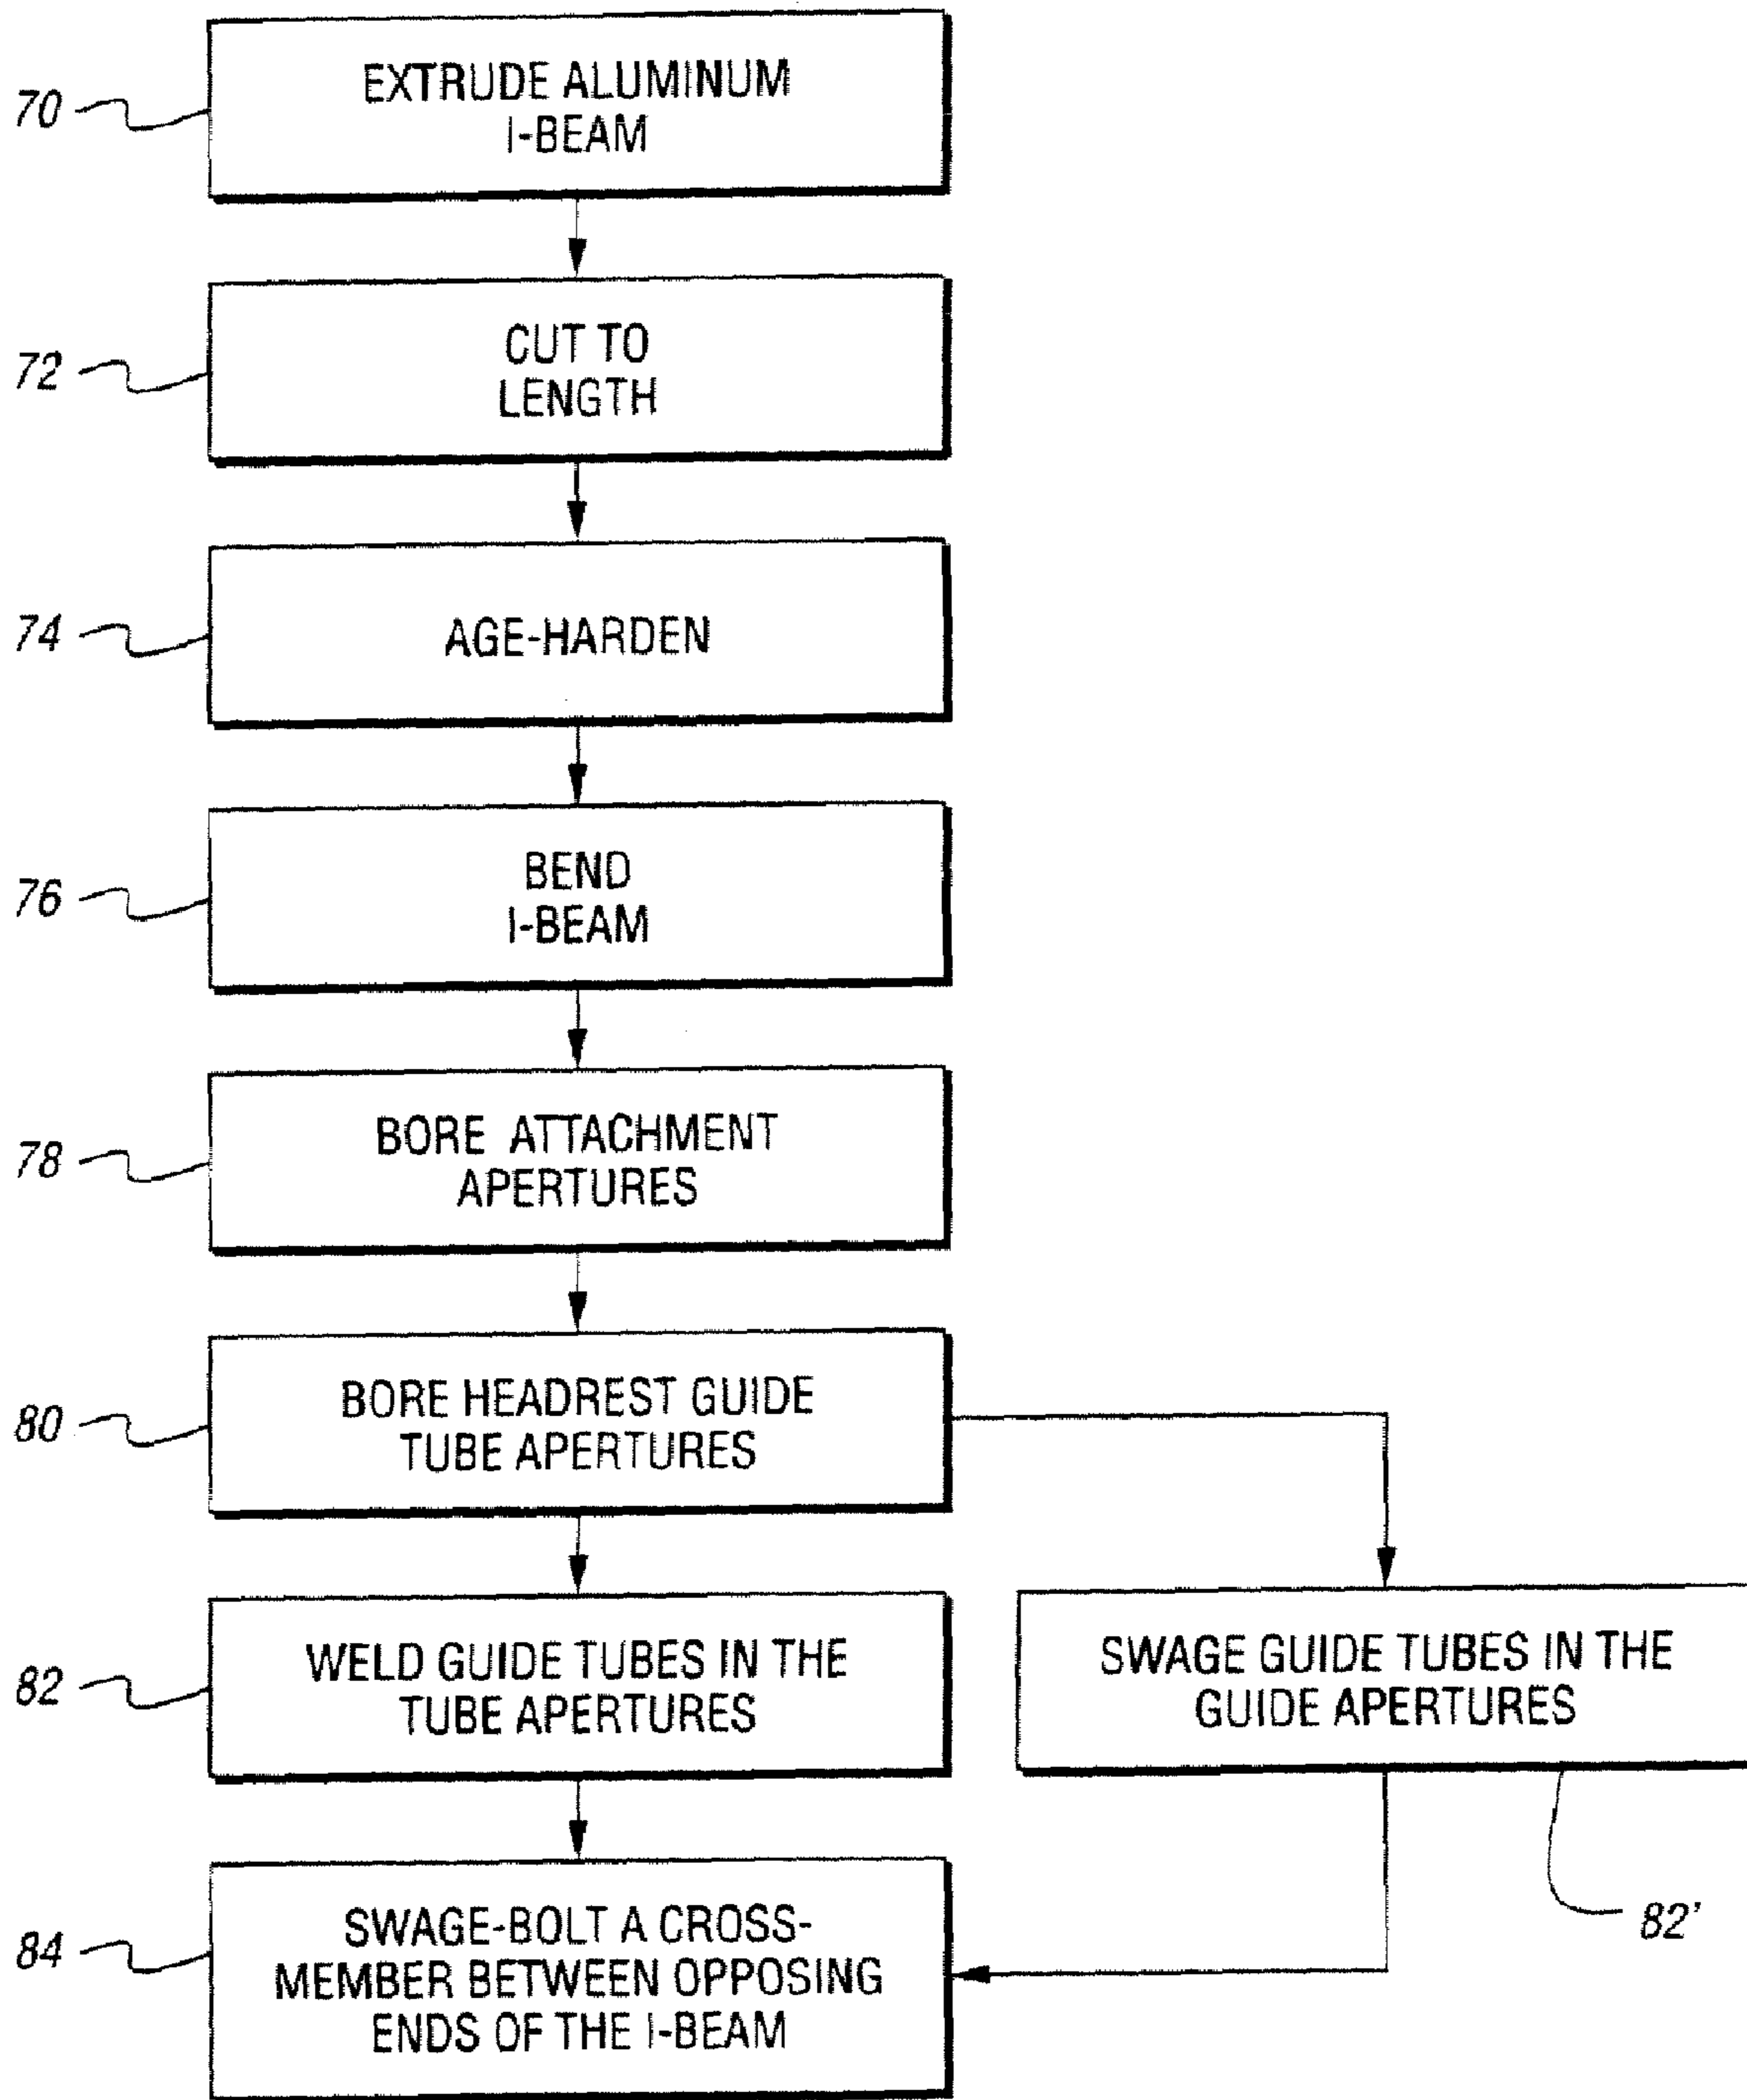 70
EXTRUDE ALUMINUM
I-BEAM
72
CUT TO
LENGTH
74
AGE-HARDEN
76
BEND
I-BEAM
78
BORE ATTACHMENT
APERTURES
80
BORE HEADREST GUIDE
TUBE APERTURES
82
WELD GUIDE TUBES IN THE
TUBE APERTURES
SWAGE GUIDE TUBES IN THE
GUIDE APERTURES
82'
84
SWAGE-BOLT A CROSS-
MEMBER BETWEEN OPPOSING
ENDS OF THE I-BEAM